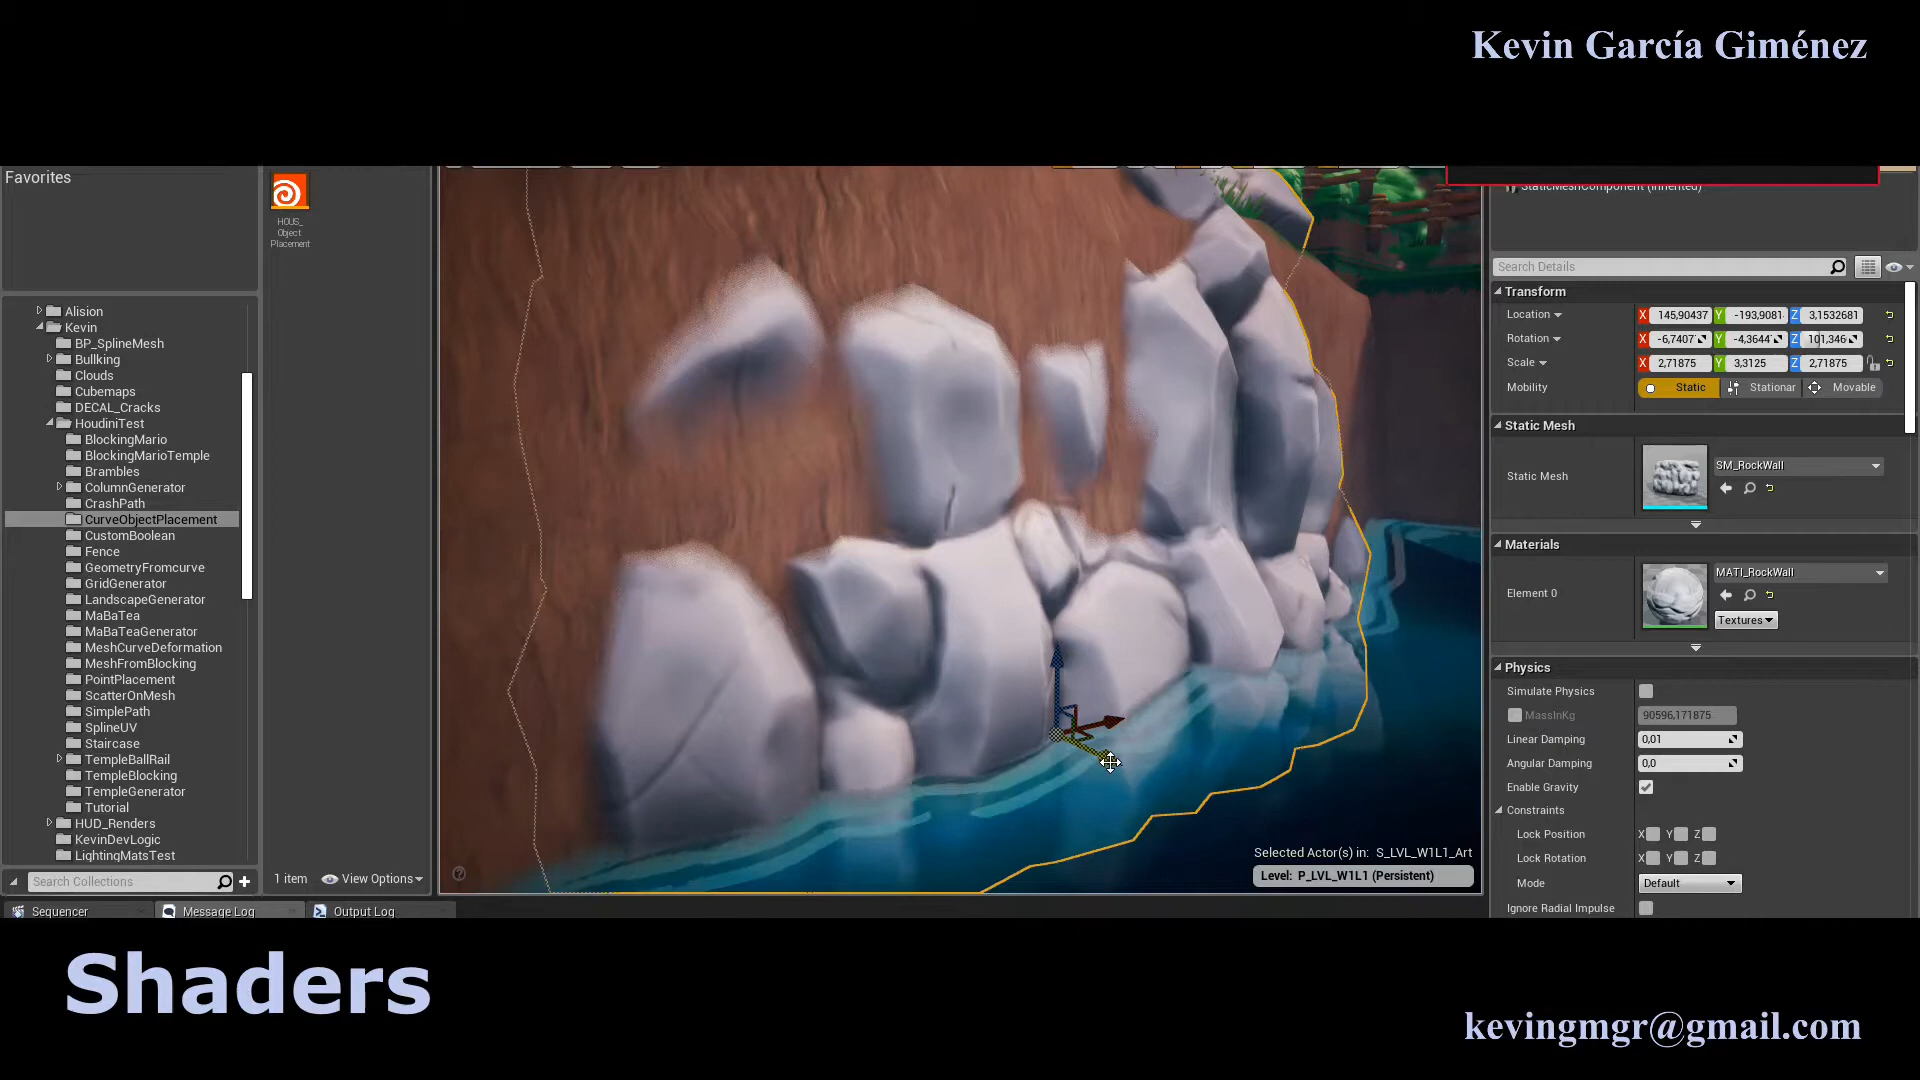 Kevin García Giménez
Favorites
HOUS_
Object
Placement
Alision
Kevin
BP_SplineMesh
Bullking
Clouds
Cubemaps
DECAL_Cracks
HoudiniTest
BlockingMario
BlockingMarioTemple
Brambles
ColumnGenerator
CrashPath
CurveObjectPlacement
CustomBoolean
Fence
GeometryFromcurve
GridGenerator
LandscapeGenerator
MaBaTea
MaBaTeaGenerator
MeshCurveDeformation
MeshFromBlocking
PointPlacement
ScatterOnMesh
SimplePath
SplineUV
Staircase
TempleBallRail
TempleBlocking
TempleGenerator
Tutorial
HUD_Renders
KevinDevLogic
LightingMatsTest
Search Collections
1 item View Options
Sequencer Message Log Output Log
Selected Actor(s) in: S_LVL_W1L1_Art
Level: P_LVL_W1L1 (Persistent)
StaticMeshComponent (Inherited)
Search Details
Transform
Location X 145,90437 Y -193,9081 Z 3,1532681
Rotation X -6,7407 Y -4,3644 Z 101,346
Scale X 2,71875 Y 3,3125 Z 2,71875
Mobility Static Stationar Movable
Static Mesh
Static Mesh SM_RockWall
Materials
Element 0 MATI_RockWall
Textures
Physics
Simulate Physics
MassInKg 90596,171875
Linear Damping 0,01
Angular Damping 0,0
Enable Gravity
Constraints
Lock Position X Y Z
Lock Rotation X Y Z
Mode Default
Ignore Radial Impulse
Shaders
kevingmgr@gmail.com